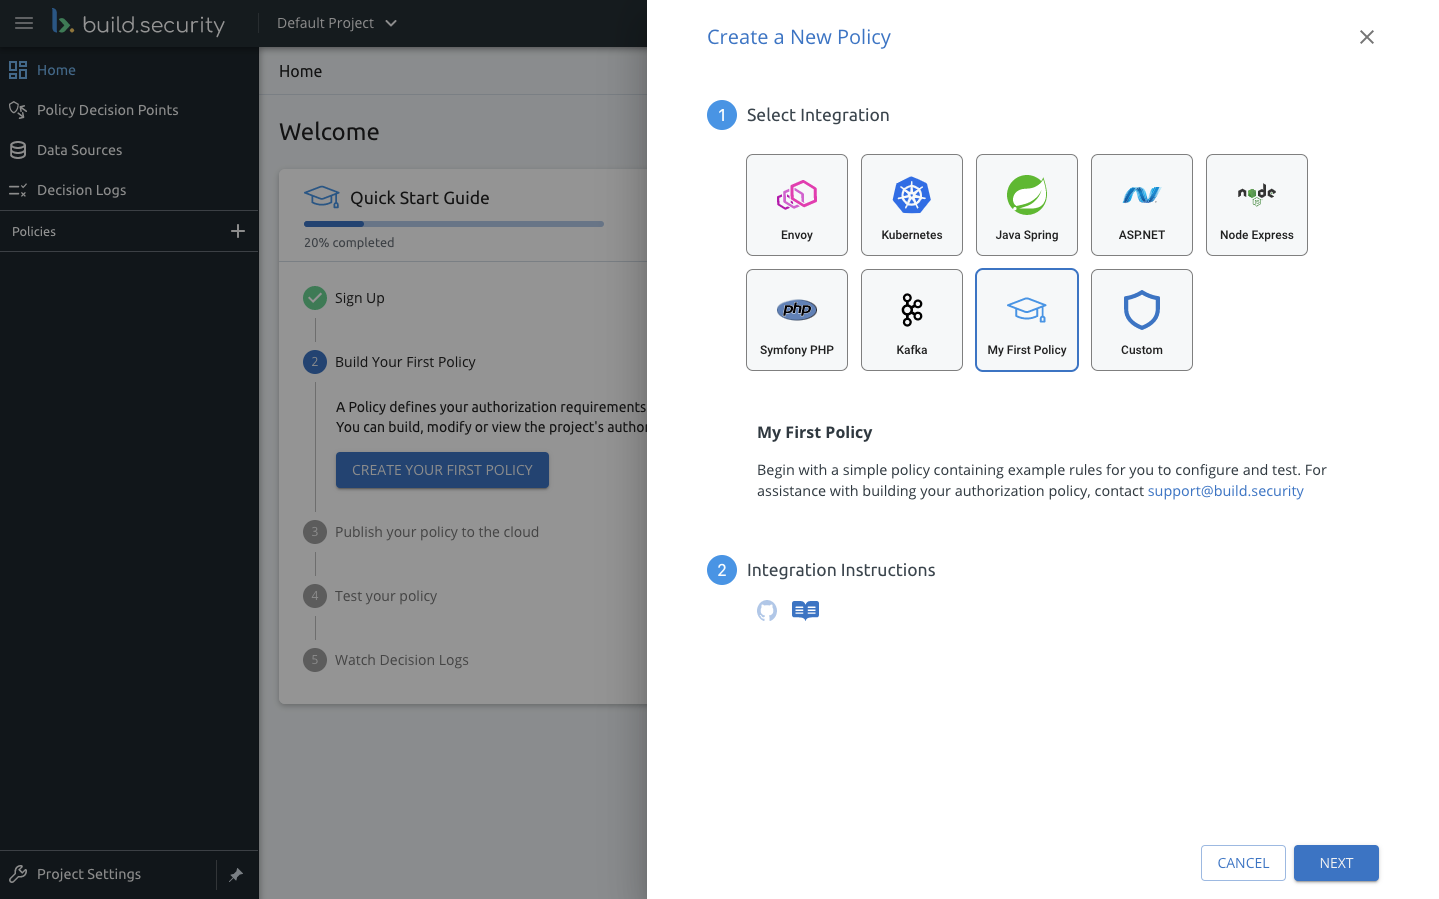 build.security
Default Project
Home
Policy Decision Points
Data Sources
Decision Logs
Policies
Project Settings
Home
Welcome
Quick Start Guide
20% completed
Sign Up
2
Build Your First Policy
A Policy defines your authorization requirements
You can build, modify or view the project's autho
CREATE YOUR FIRST POLICY
3
Publish your policy to the cloud
4
Test your policy
5
Watch Decision Logs
Create a New Policy
1
Select Integration
Envoy
Kubernetes
Java Spring
ASP.NET
node
Node Express
php
Symfony PHP
Kafka
My First Policy
Custom
My First Policy
Begin with a simple policy containing example rules for you to configure and test. For
assistance with building your authorization policy, contact support@build.security
2
Integration Instructions
CANCEL
NEXT